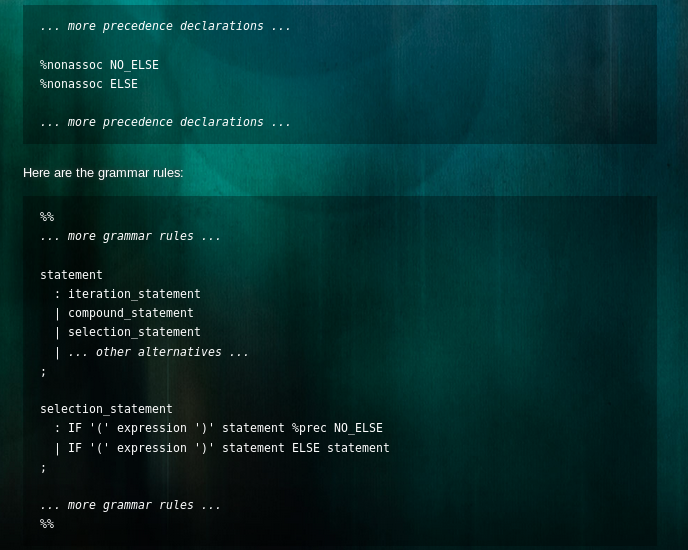 ... more precedence declarations ...
%nonassoc NO_ELSE
%nonassoc ELSE
... more precedence declarations ...
Here are the grammar rules:
%%
... more grammar rules ...
statement
  : iteration_statement
  | compound_statement
  | selection_statement
  | ... other alternatives ...
;
selection_statement
  : IF '(' expression ')' statement %prec NO_ELSE
  | IF '(' expression ')' statement ELSE statement
;
... more grammar rules ...
%%